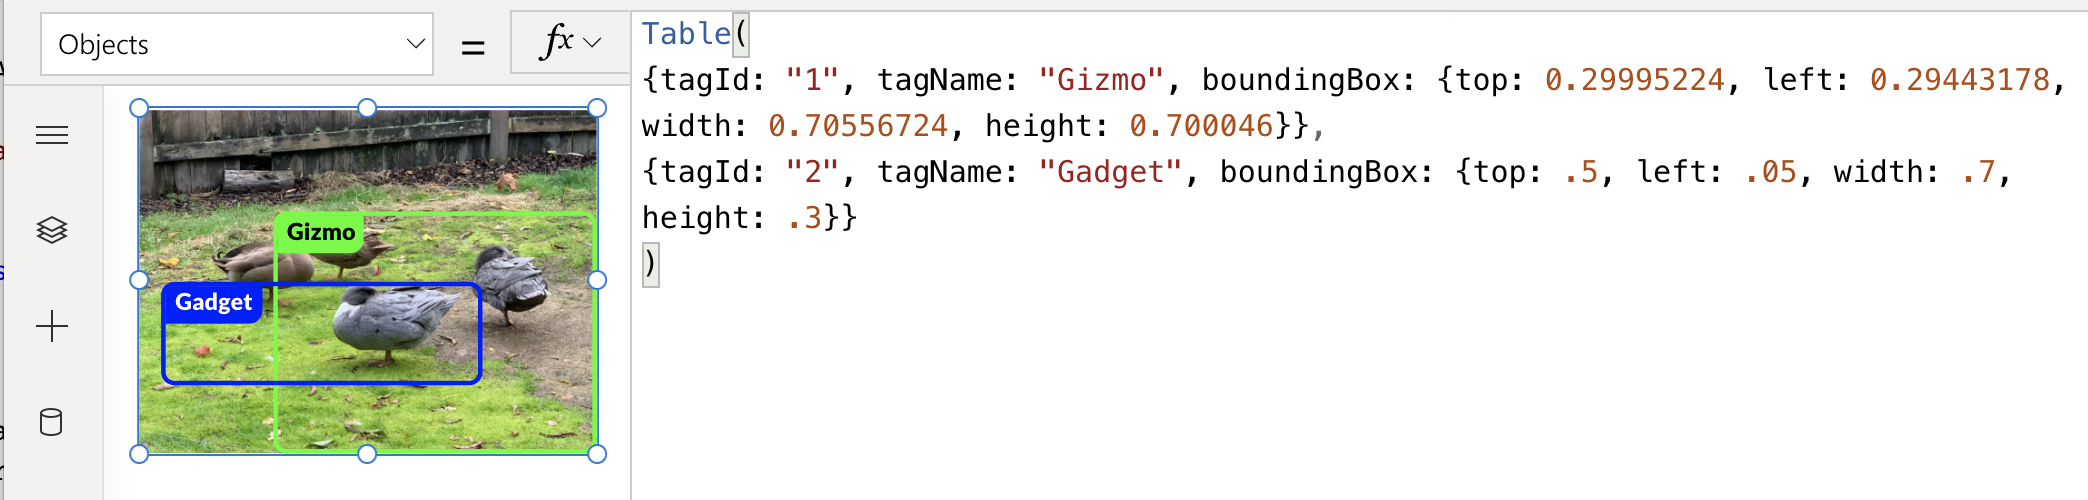 Objects
=
fx
Table(
{tagId: "1", tagName: "Gizmo", boundingBox: {top: 0.29995224, left: 0.29443178,
width: 0.70556724, height: 0.700046}},
{tagId: "2", tagName: "Gadget", boundingBox: {top: .5, left: .05, width: .7,
height: .3}}
)
Gizmo
Gadget